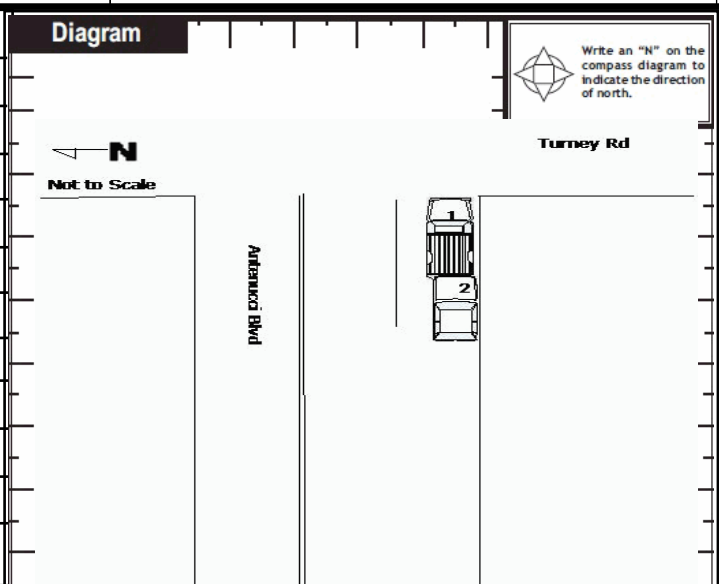 Diagram
Write an “N” on the
compass diagram to
indicate the direction
of north.
N
Turney Rd
Not to Scale
1
Antenucci Blvd
2